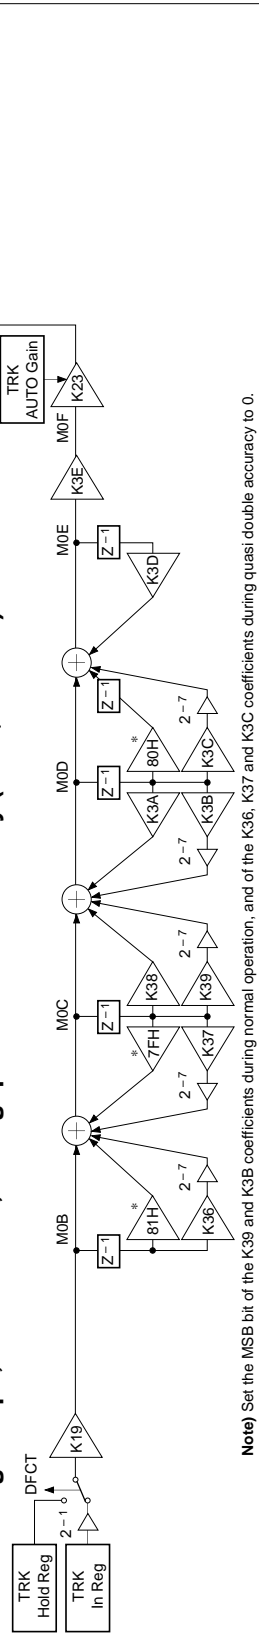 TRK
Hold Reg
TRK
In Reg
DFCT
2 – 1
K19
M0B
Z – 1
81H
*
K36
2 – 7
7FH
*
K37
2 – 7
M0C
Z – 1
K38
K39
2 – 7
K3A
K3B
2 – 7
M0D
Z – 1
80H
*
Z – 1
K3C
2 – 7
K3D
Z – 1
M0E
K3E
M0F
K23
TRK
AUTO Gain
Note) Set the MSB bit of the K39 and K3B coefficients during normal operation, and of the K36, K37 and K3C coefficients during quasi double accuracy to 0.